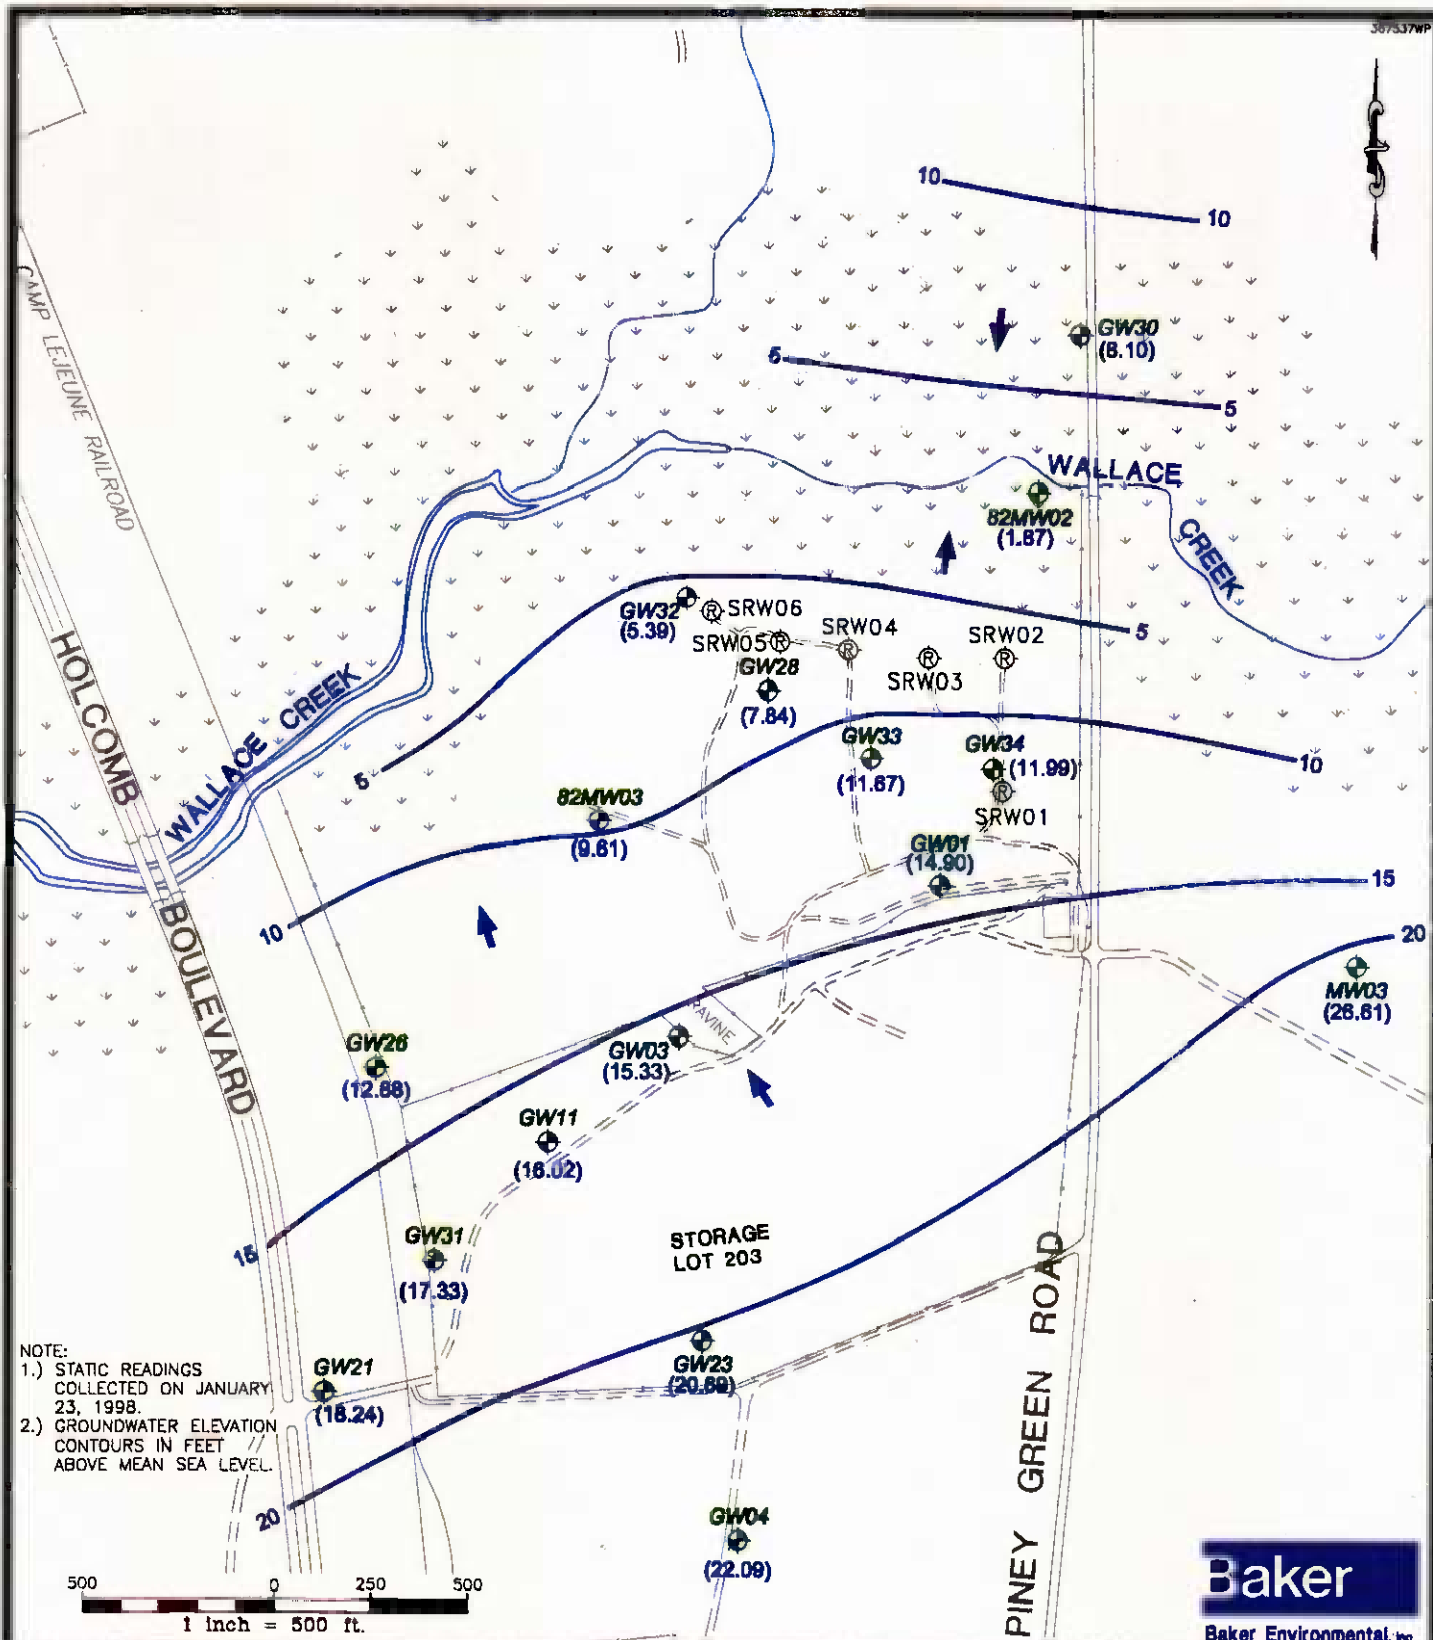 387537WP
10
10
GW30
(8.10)
5
5
WALLACE
82MW02
(1.87)
CREEK
CAMP LEJEUNE RAILROAD
GW32
(5.39)
SRW06
SRW05
SRW04
SRW02
SRW03
5
GW28
(7.84)
GW33
(11.67)
GW34
(11.99)
SRW01
10
HOLCOMB
WALLACE CREEK
5
82MW03
(9.61)
GW01
(14.90)
15
20
10
BOULEVARD
MW03
(26.61)
RAVINE
GW03
(15.33)
GW26
(12.88)
GW11
(16.02)
15
GW31
(17.33)
STORAGE
LOT 203
PINEY GREEN ROAD
NOTE:
1.) STATIC READINGS
COLLECTED ON JANUARY
23, 1998.
2.) GROUNDWATER ELEVATION
CONTOURS IN FEET
ABOVE MEAN SEA LEVEL.
GW21
(18.24)
GW23
(20.69)
20
GW04
(22.09)
500 0 250 500
1 inch = 500 ft.
Baker
Baker Environmental, Inc.